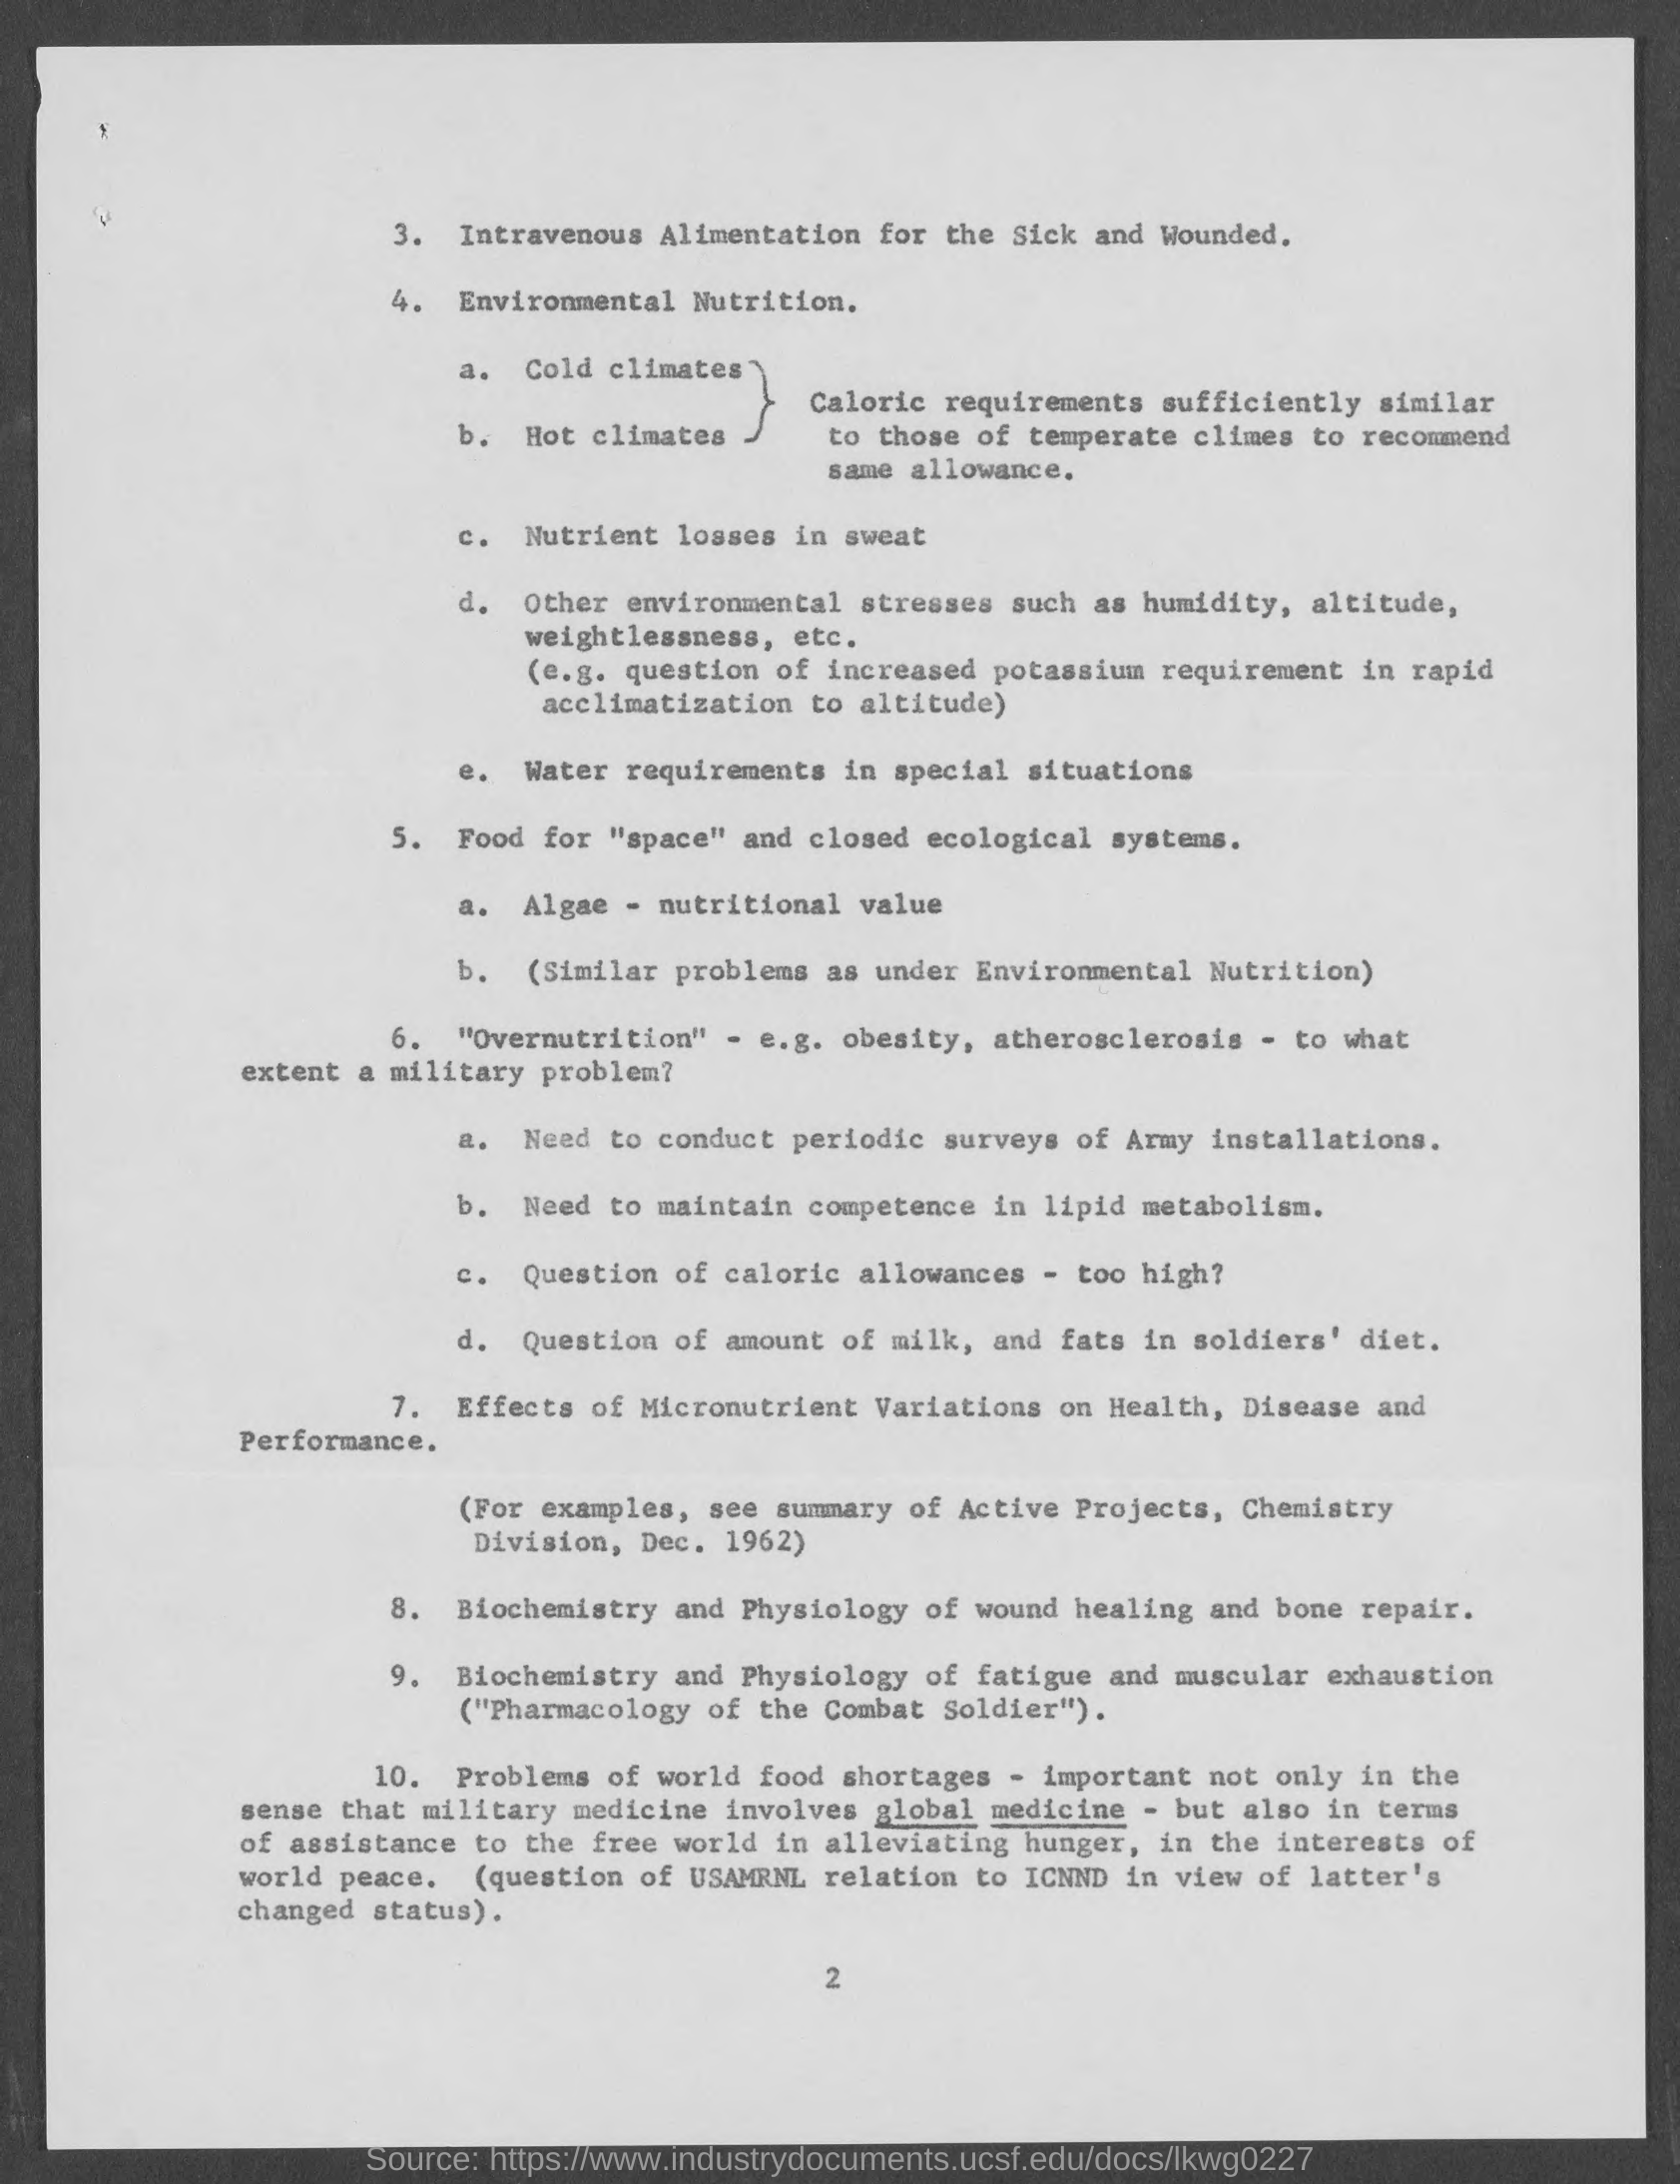 3. Intravenous Alimentation for the Sick and Wounded.
4. Environmental Nutrition.
a. Cold climates
b. Hot climates
Caloric requirements sufficiently similar
to those of temperate climes to recommend
same allowance.
c. Nutrient losses in sweat
d. Other environmental stresses such as humidity, altitude,
weightlessness, etc.
(e.g. question of increased potassium requirement in rapid
acclimatization to altitude)
e. Water requirements in special situations
5. Food for "space" and closed ecological systems.
a. Algae - nutritional value
b. (Similar problems as under Environmental Nutrition)
6. "Overnutrition" - e.g. obesity, atherosclerosis - to what
extent a military problem?
a. Need to conduct periodic surveys of Army installations.
b. Need to maintain competence in lipid metabolism.
c. Question of caloric allowances - too high?
d. Question of amount of milk, and fats in soldiers' diet.
7. Effects of Micronutrient Variations on Health, Disease and
Performance.
(For examples, see summary of Active Projects, Chemistry
Division, Dec. 1962)
8. Biochemistry and Physiology of wound healing and bone repair.
9. Biochemistry and Physiology of fatigue and muscular exhaustion
("Pharmacology of the Combat Soldier").
10. Problems of world food shortages - important not only in the
sense that military medicine involves global medicine - but also in terms
of assistance to the free world in alleviating hunger, in the interests of
world peace. (question of USAMRNL relation to ICNND in view of latter's
changed status).
2
Source: https://www.industrydocuments.ucsf.edu/docs/lkwg0227